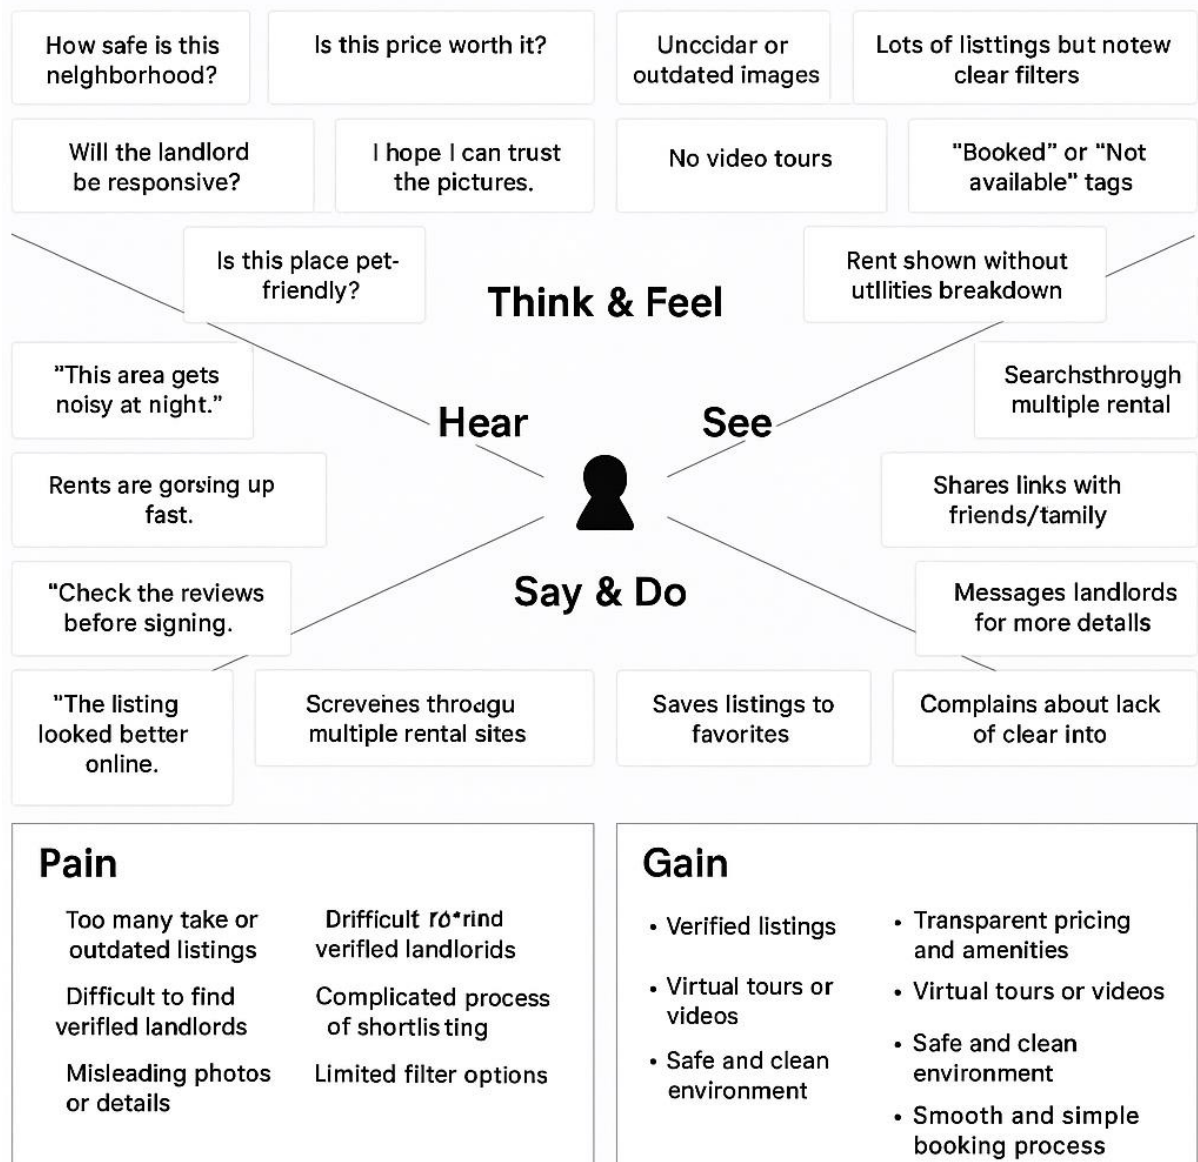 How safe is this
nelghborhood?
Is this price worth it?
Unccidar or
outdated images
Lots of listtings but notew
clear filters
Will the landlord
be responsive?
I hope I can trust
the pictures.
No video tours
"Booked" or "Not
available" tags
Is this place pet-
friendly?
Think & Feel
Rent shown without
utllities breakdown
"This area gets
noisy at night."
Hear
See
Searchsthroygh
multiple rental
Rents are gorsing up
fast.
Shares links with
friends/tamily
"Check the reviews
before signing.
Say & Do
Messages landlords
for more detalls
"The listing
looked better
online.
Screvenes throdgu
multiple rental sites
Saves listings to
favorites
Complains about lack
of clear into
Pain
Too many take or
outdated listings
Drifficult
verifled landlorids
Difficult to find
verifled landlords
Complicated process
of shortlis ting
Misleading photos
or details
Limited filter options
Gain
• Verified listings
• Virtual tours or
videos
• Safe and clean
environment
• Transparent pricing
and amenities
• Virtual tours or videos
• Safe and clean
environment
• Smooth and simple
booking process